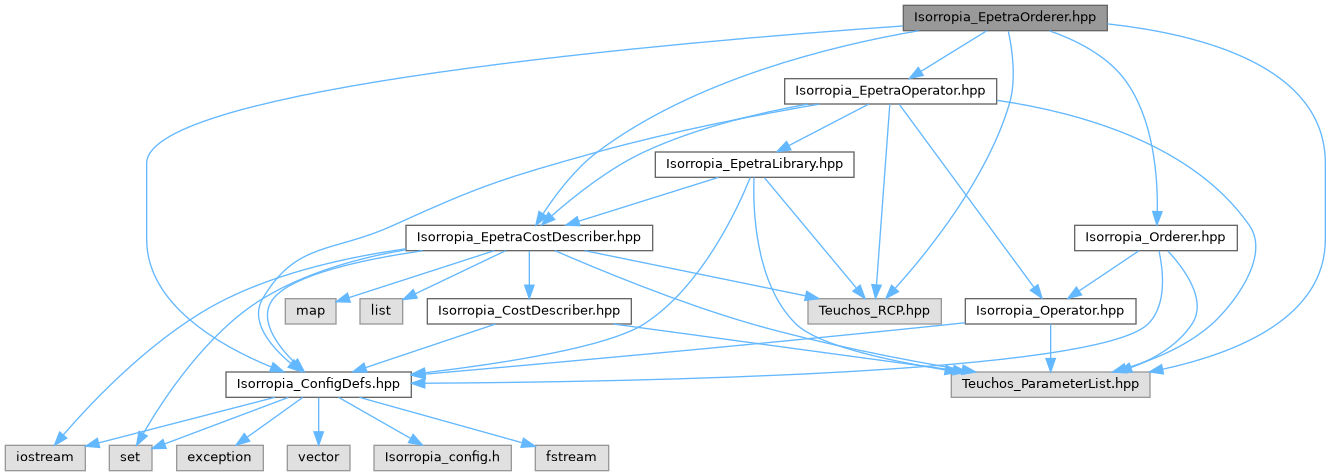 Isorropia_EpetraOrderer.hpp
Isorropia_EpetraOperator.hpp
Isorropia_EpetraLibrary.hpp
Isorropia_EpetraCostDescriber.hpp
Isorropia_Orderer.hpp
map
list
Isorropia_CostDescriber.hpp
Teuchos_RCP.hpp
Isorropia_Operator.hpp
Isorropia_ConfigDefs.hpp
Teuchos_ParameterList.hpp
iostream
set
exception
vector
Isorropia_config.h
fstream